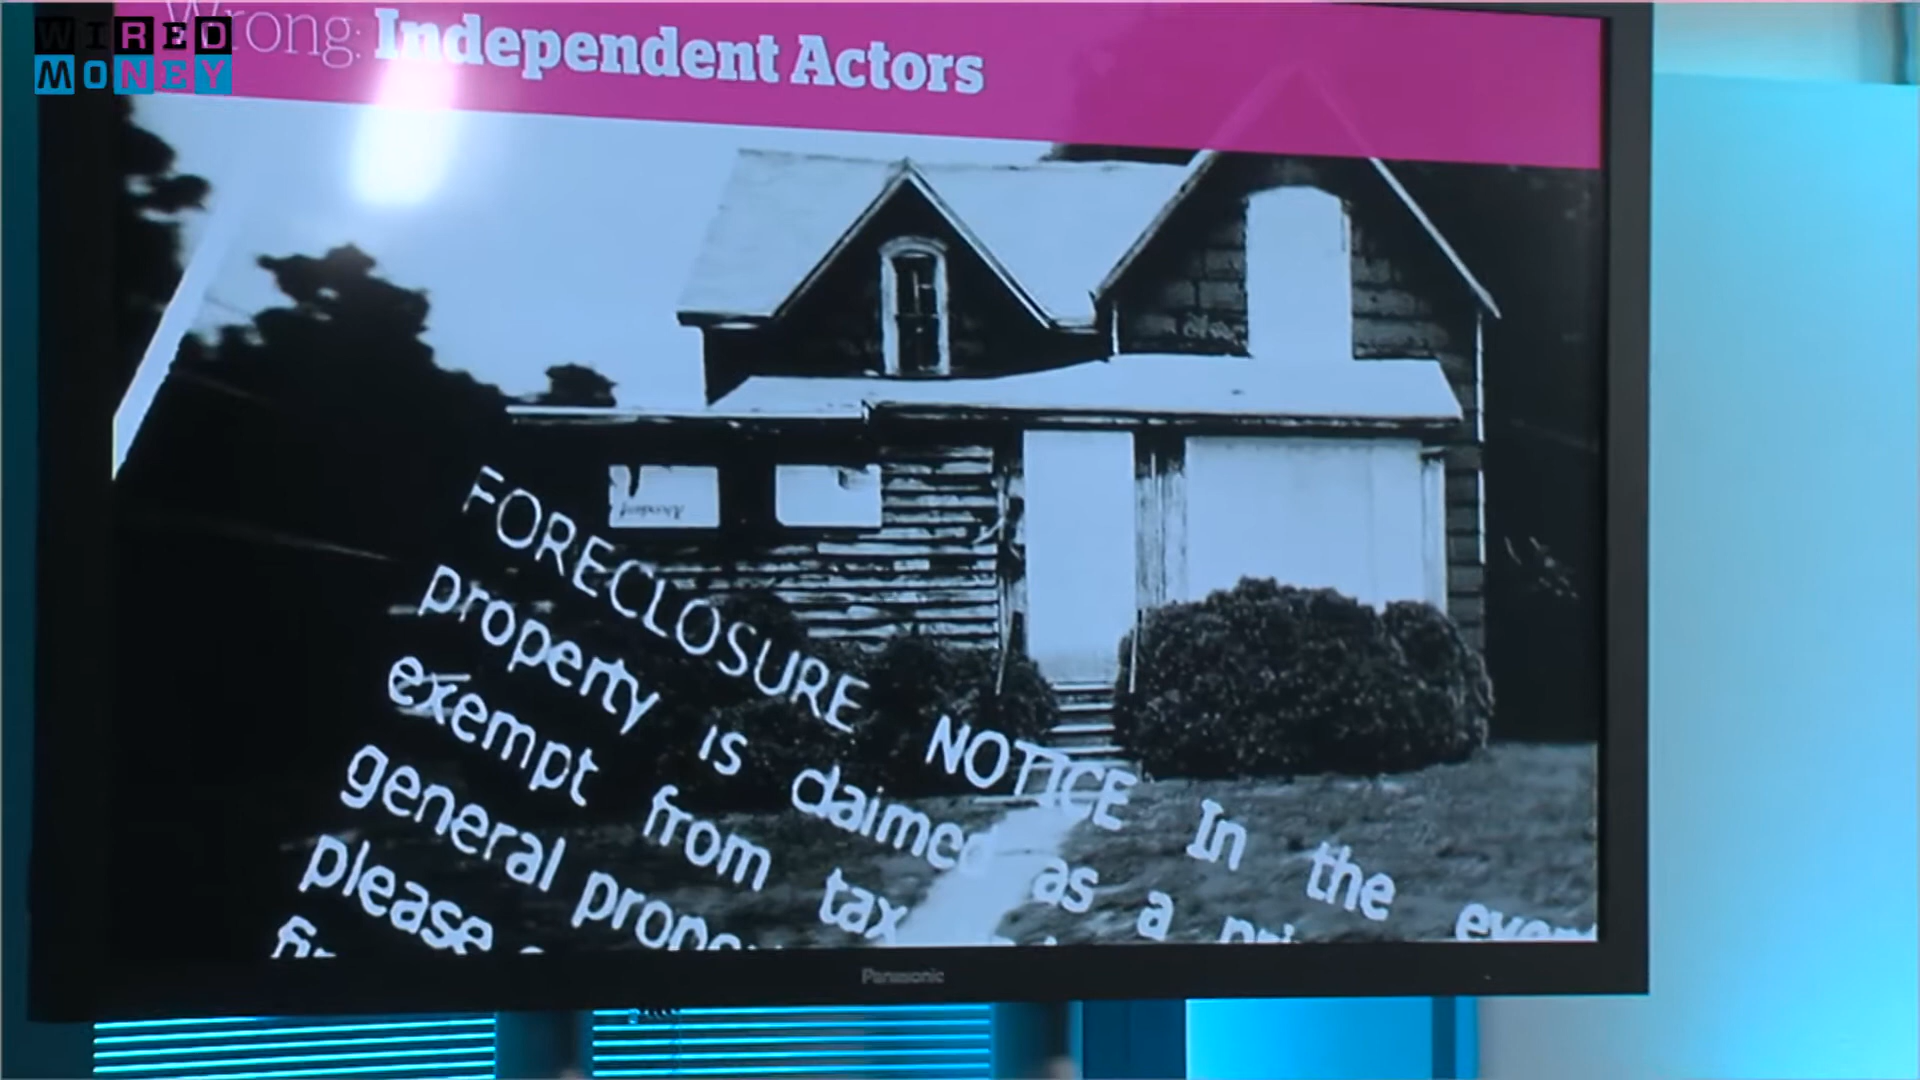 WIRED
MONEY
Wrong: Independent Actors
FORECLOSURE NOTICE In the
property is claimed as a
exempt from tax
general
please
Panasonic